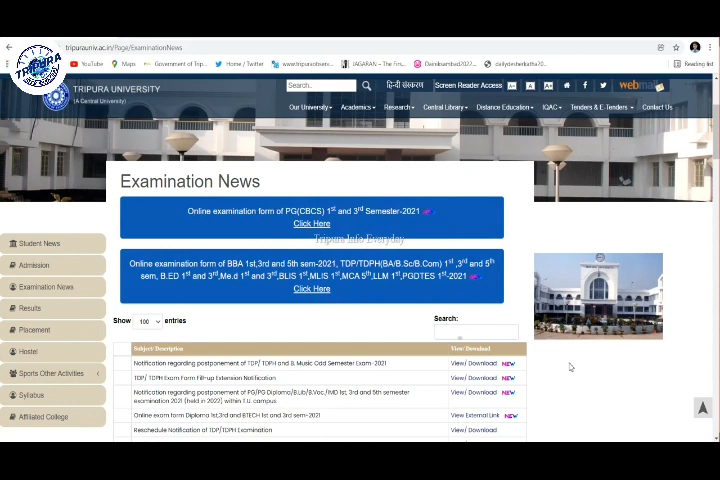 tripurauniv.ac.in/Page/ExaminationNews
YouTube
Maps
Government of Trip...
Home / Twitter
www.tripuraobserv...
JAGARAN - The Firs...
Dainiksambad2022...
dailydesherkatha20...
Reading list
TRIPURA
TRIPURA UNIVERSITY
(A Central University)
Search..
हिन्दी संस्करण
Screen Reader Access
A-
A
A+
webmail
Our University
Academics
Research
Central Library
Distance Education
IQAC
Tenders & E-Tenders
Contact Us
Examination News
Online examination form of PG(CBCS) 1st and 3rd Semester-2021
Click Here
Tripura Info Everyday
Online examination form of BBA 1st,3rd and 5th sem-2021, TDP/TDPH(BA/B.Sc/B.Com) 1st ,3rd and 5th
sem, B.ED 1st and 3rd,Me.d 1st and 3rd,BLIS 1st,MLIS 1st,MCA 5th,LLM 1st,PGDTES 1st-2021
Click Here
Student News
Admission
Examination News
Results
Placement
Hostel
Sports Other Activities
Syllabus
Affiliated College
Show 100 entries
Search:
Subject/ Description
View/ Download
Notification regarding postponement of TDP/ TDPH and B. Music Odd Semester Exam-2021
View/ Download NEW
TDP/ TDPH Exam Form Fill-up Extension Notification
View/ Download NEW
Notification regarding postponement of PG/PG Diploma/B.Lib/B.Voc./IMD 1st, 3rd and 5th semester
examination 2021 (held in 2022) within T.U. campus
View/ Download NEW
Online exam form Diploma 1st,3rd and BTECH 1st and 3rd sem-2021
View External Link NEW
Reschedule Notification of TDP/TDPH Examination
View/ Download